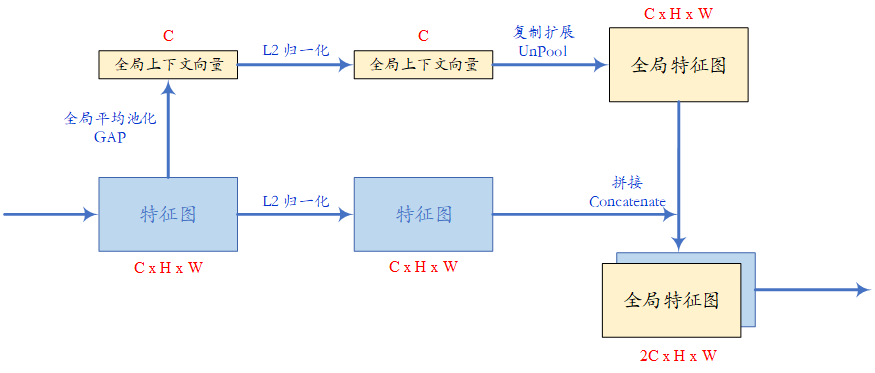 C
C
C x H x W
全局上下文向量
L2 归一化
全局上下文向量
复制扩展
UnPool
全局特征图
全局平均池化
GAP
特征图
L2 归一化
特征图
拼接
Concatenate
C x H x W
C x H x W
全局特征图
2C x H x W